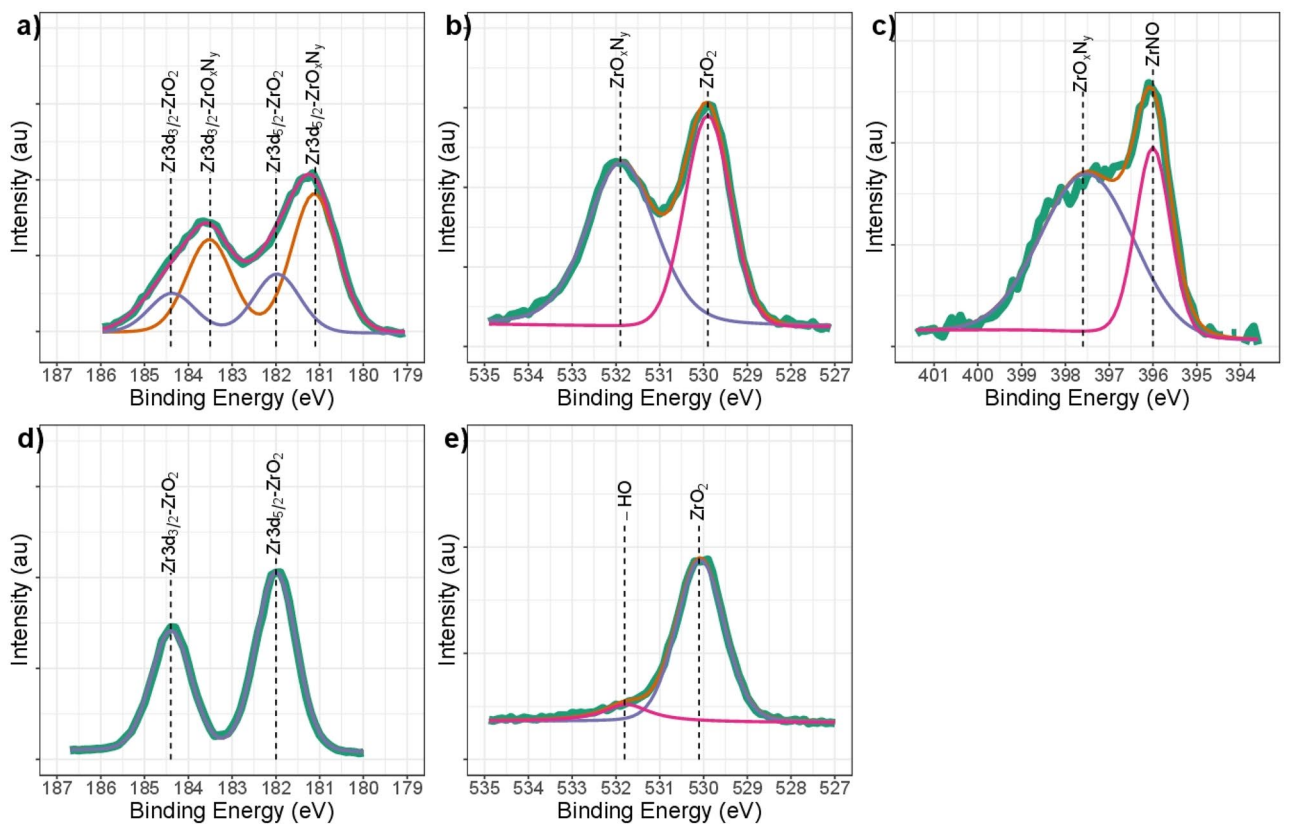 a)
Intensity (au)
Zr3d3/2-ZrO2
Zr3d3/2-ZrOxNy
Zr3d5/2-ZrO2
Zr3d5/2-ZrOxNy
187 186 185 184 183 182 181 180 179
Binding Energy (eV)
b)
Intensity (au)
ZrOxNy
ZrO2
535 534 533 532 531 530 529 528 527
Binding Energy (eV)
c)
Intensity (au)
ZrOxNy
ZrNO
401 400 399 398 397 396 395 394
Binding Energy (eV)
d)
Intensity (au)
Zr3d3/2-ZrO2
Zr3d5/2-ZrO2
187 186 185 184 183 182 181 180 179
Binding Energy (eV)
e)
Intensity (au)
– HO
ZrO2
535 534 533 532 531 530 529 528 527
Binding Energy (eV)